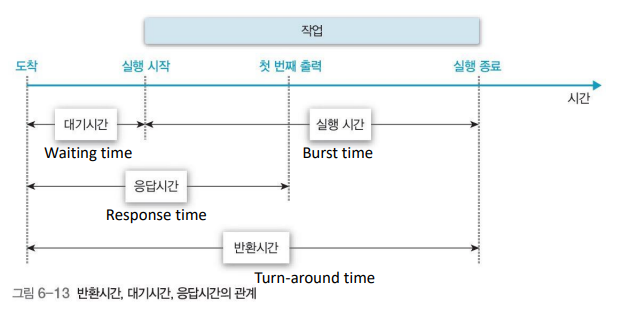 작업
도착 실행 시작 첫 번째 출력 실행 종료
시간
대기시간 실행 시간
Waiting time Burst time
응답시간
Response time
반환시간
Turn-around time
그림 6-13 반환시간, 대기시간, 응답시간의 관계